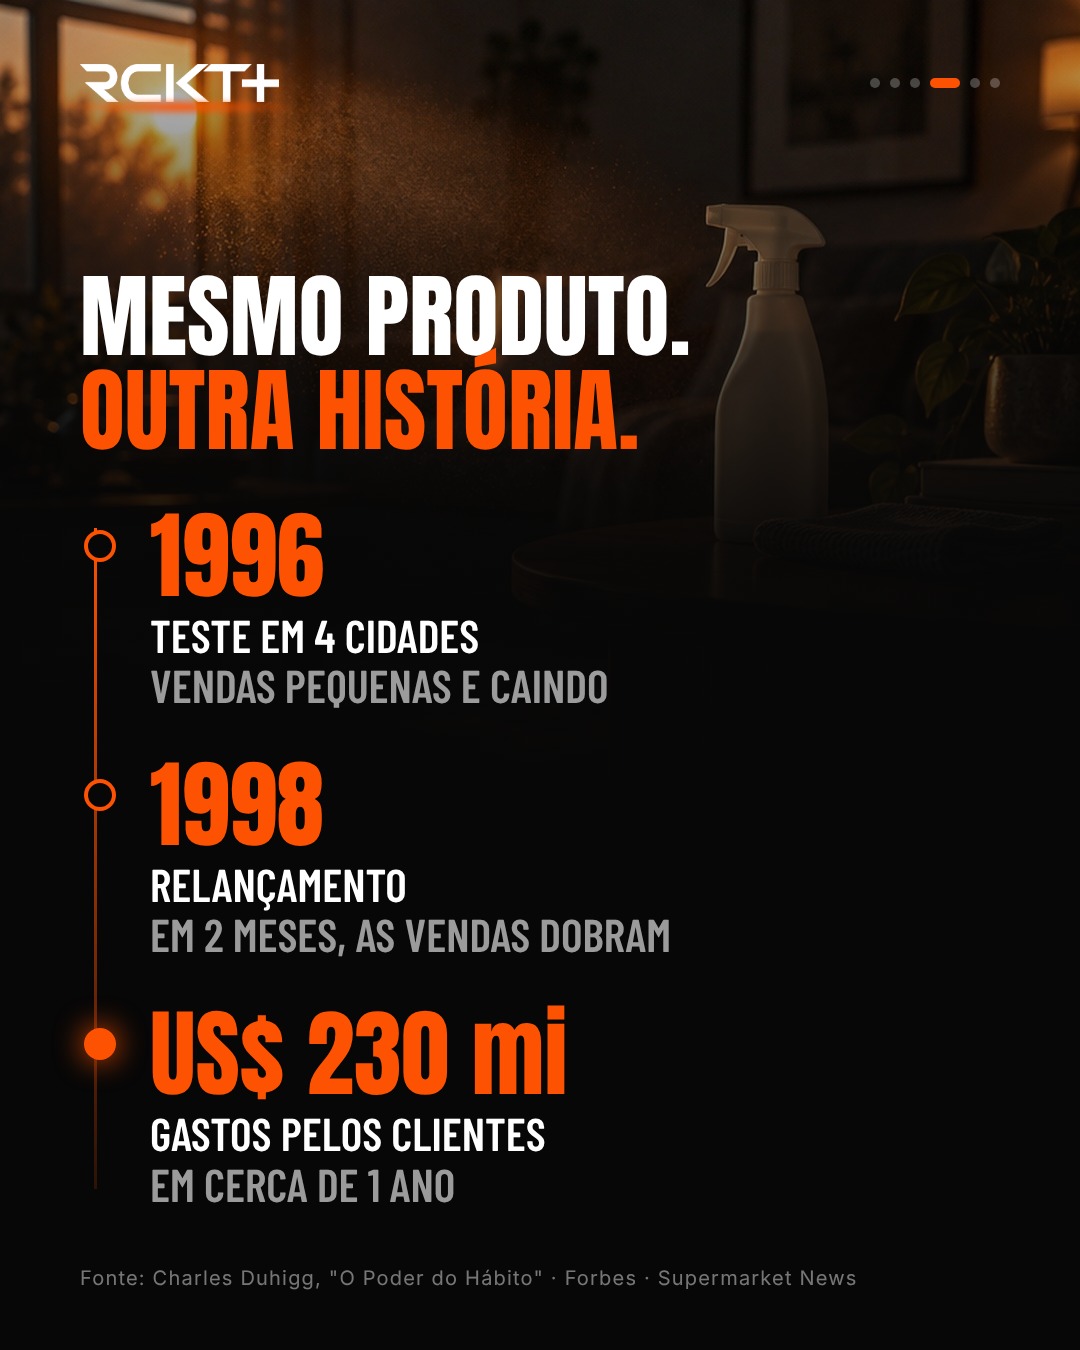 RCKT+
MESMO PRODUTO.
OUTRA HISTÓRIA.
1996
TESTE EM 4 CIDADES
VENDAS PEQUENAS E CAINDO
1998
RELANÇAMENTO
EM 2 MESES, AS VENDAS DOBRAM
US$ 230 mi
GASTOS PELOS CLIENTES
EM CERCA DE 1 ANO
Fonte: Charles Duhigg, "O Poder do Hábito" · Forbes · Supermarket News